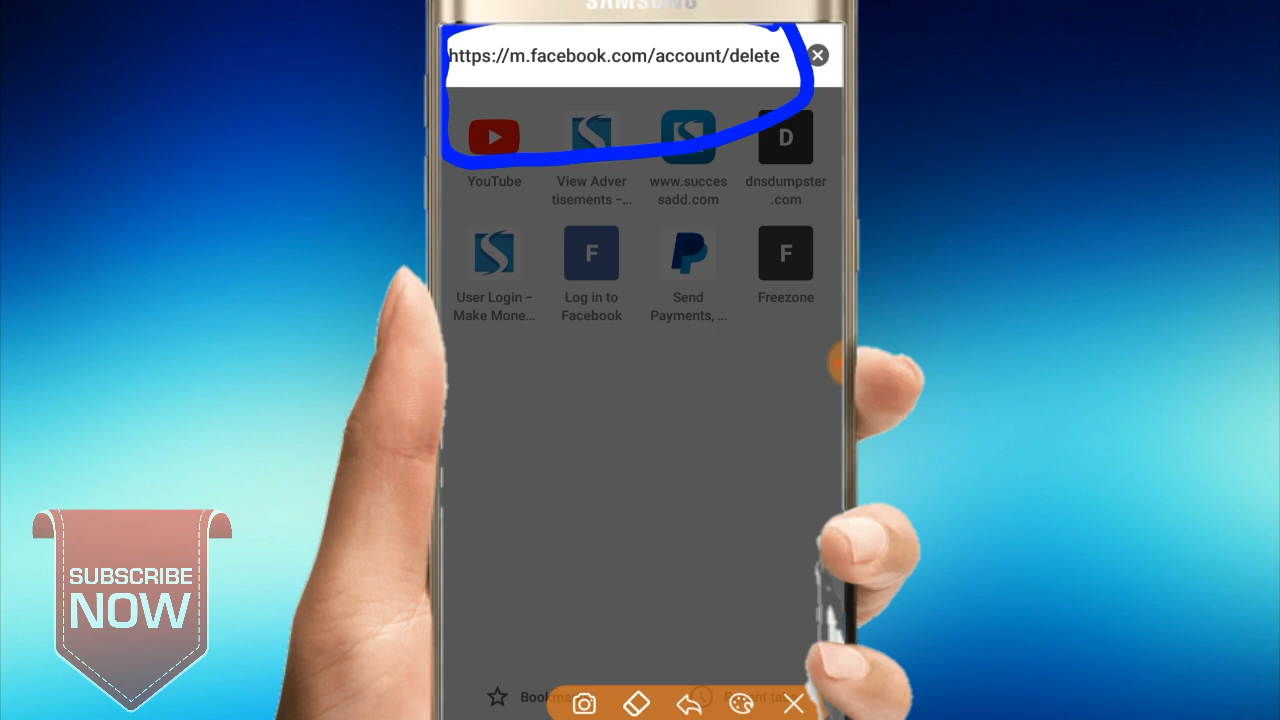 SAMSUNG
https://m.facebook.com/account/delete
D
YouTube
View Adver
tisements -...
www.succes
sadd.com
dnsdumpster
.com
F
F
User Login -
Make Mone...
Log in to
Facebook
Send
Payments, ...
Freezone
SUBSCRIBE
NOW